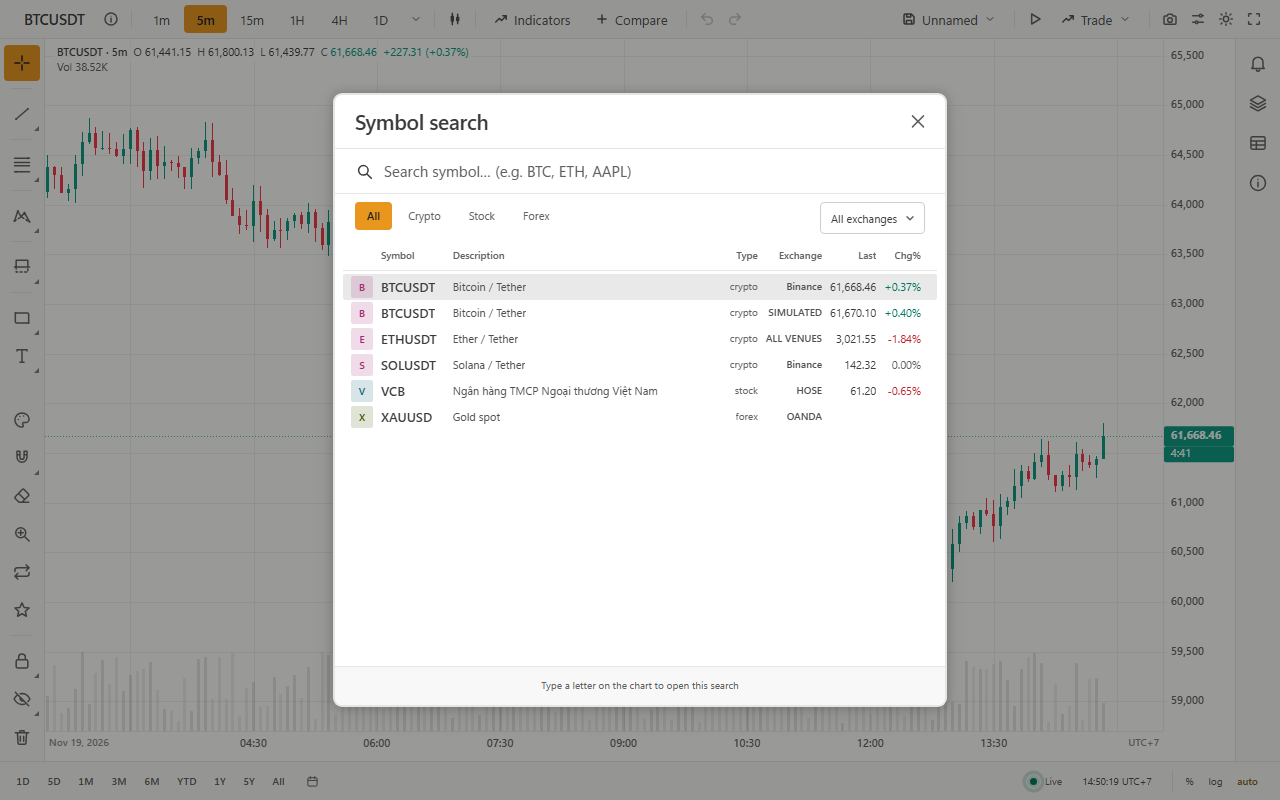 BTCUSDT 1m 5m 15m 1H 4H 1D Indicators Compare Unnamed Trade
BTCUSDT · 5m O 61,441.15 H 61,800.13 L 61,439.77 C 61,668.46 +227.31 (+0.37%)
Vol 38.52K
Symbol search
Search symbol... (e.g. BTC, ETH, AAPL)
All Crypto Stock Forex All exchanges
Symbol Description Type Exchange Last Chg%
B BTCUSDT Bitcoin / Tether crypto Binance 61,668.46 +0.37%
B BTCUSDT Bitcoin / Tether crypto SIMULATED 61,670.10 +0.40%
E ETHUSDT Ether / Tether crypto ALL VENUES 3,021.55 -1.84%
S SOLUSDT Solana / Tether crypto Binance 142.32 0.00%
V VCB Ngân hàng TMCP Ngoại thương Việt Nam stock HOSE 61.20 -0.65%
X XAUUSD Gold spot forex OANDA
Type a letter on the chart to open this search
65,500
65,000
64,500
64,000
63,500
63,000
62,500
62,000
61,668.46
4:41
61,000
60,500
60,000
59,500
59,000
Nov 19, 2026 04:30 06:00 07:30 09:00 10:30 12:00 13:30 UTC+7
1D 5D 1M 3M 6M YTD 1Y 5Y All Live 14:50:19 UTC+7 % log auto